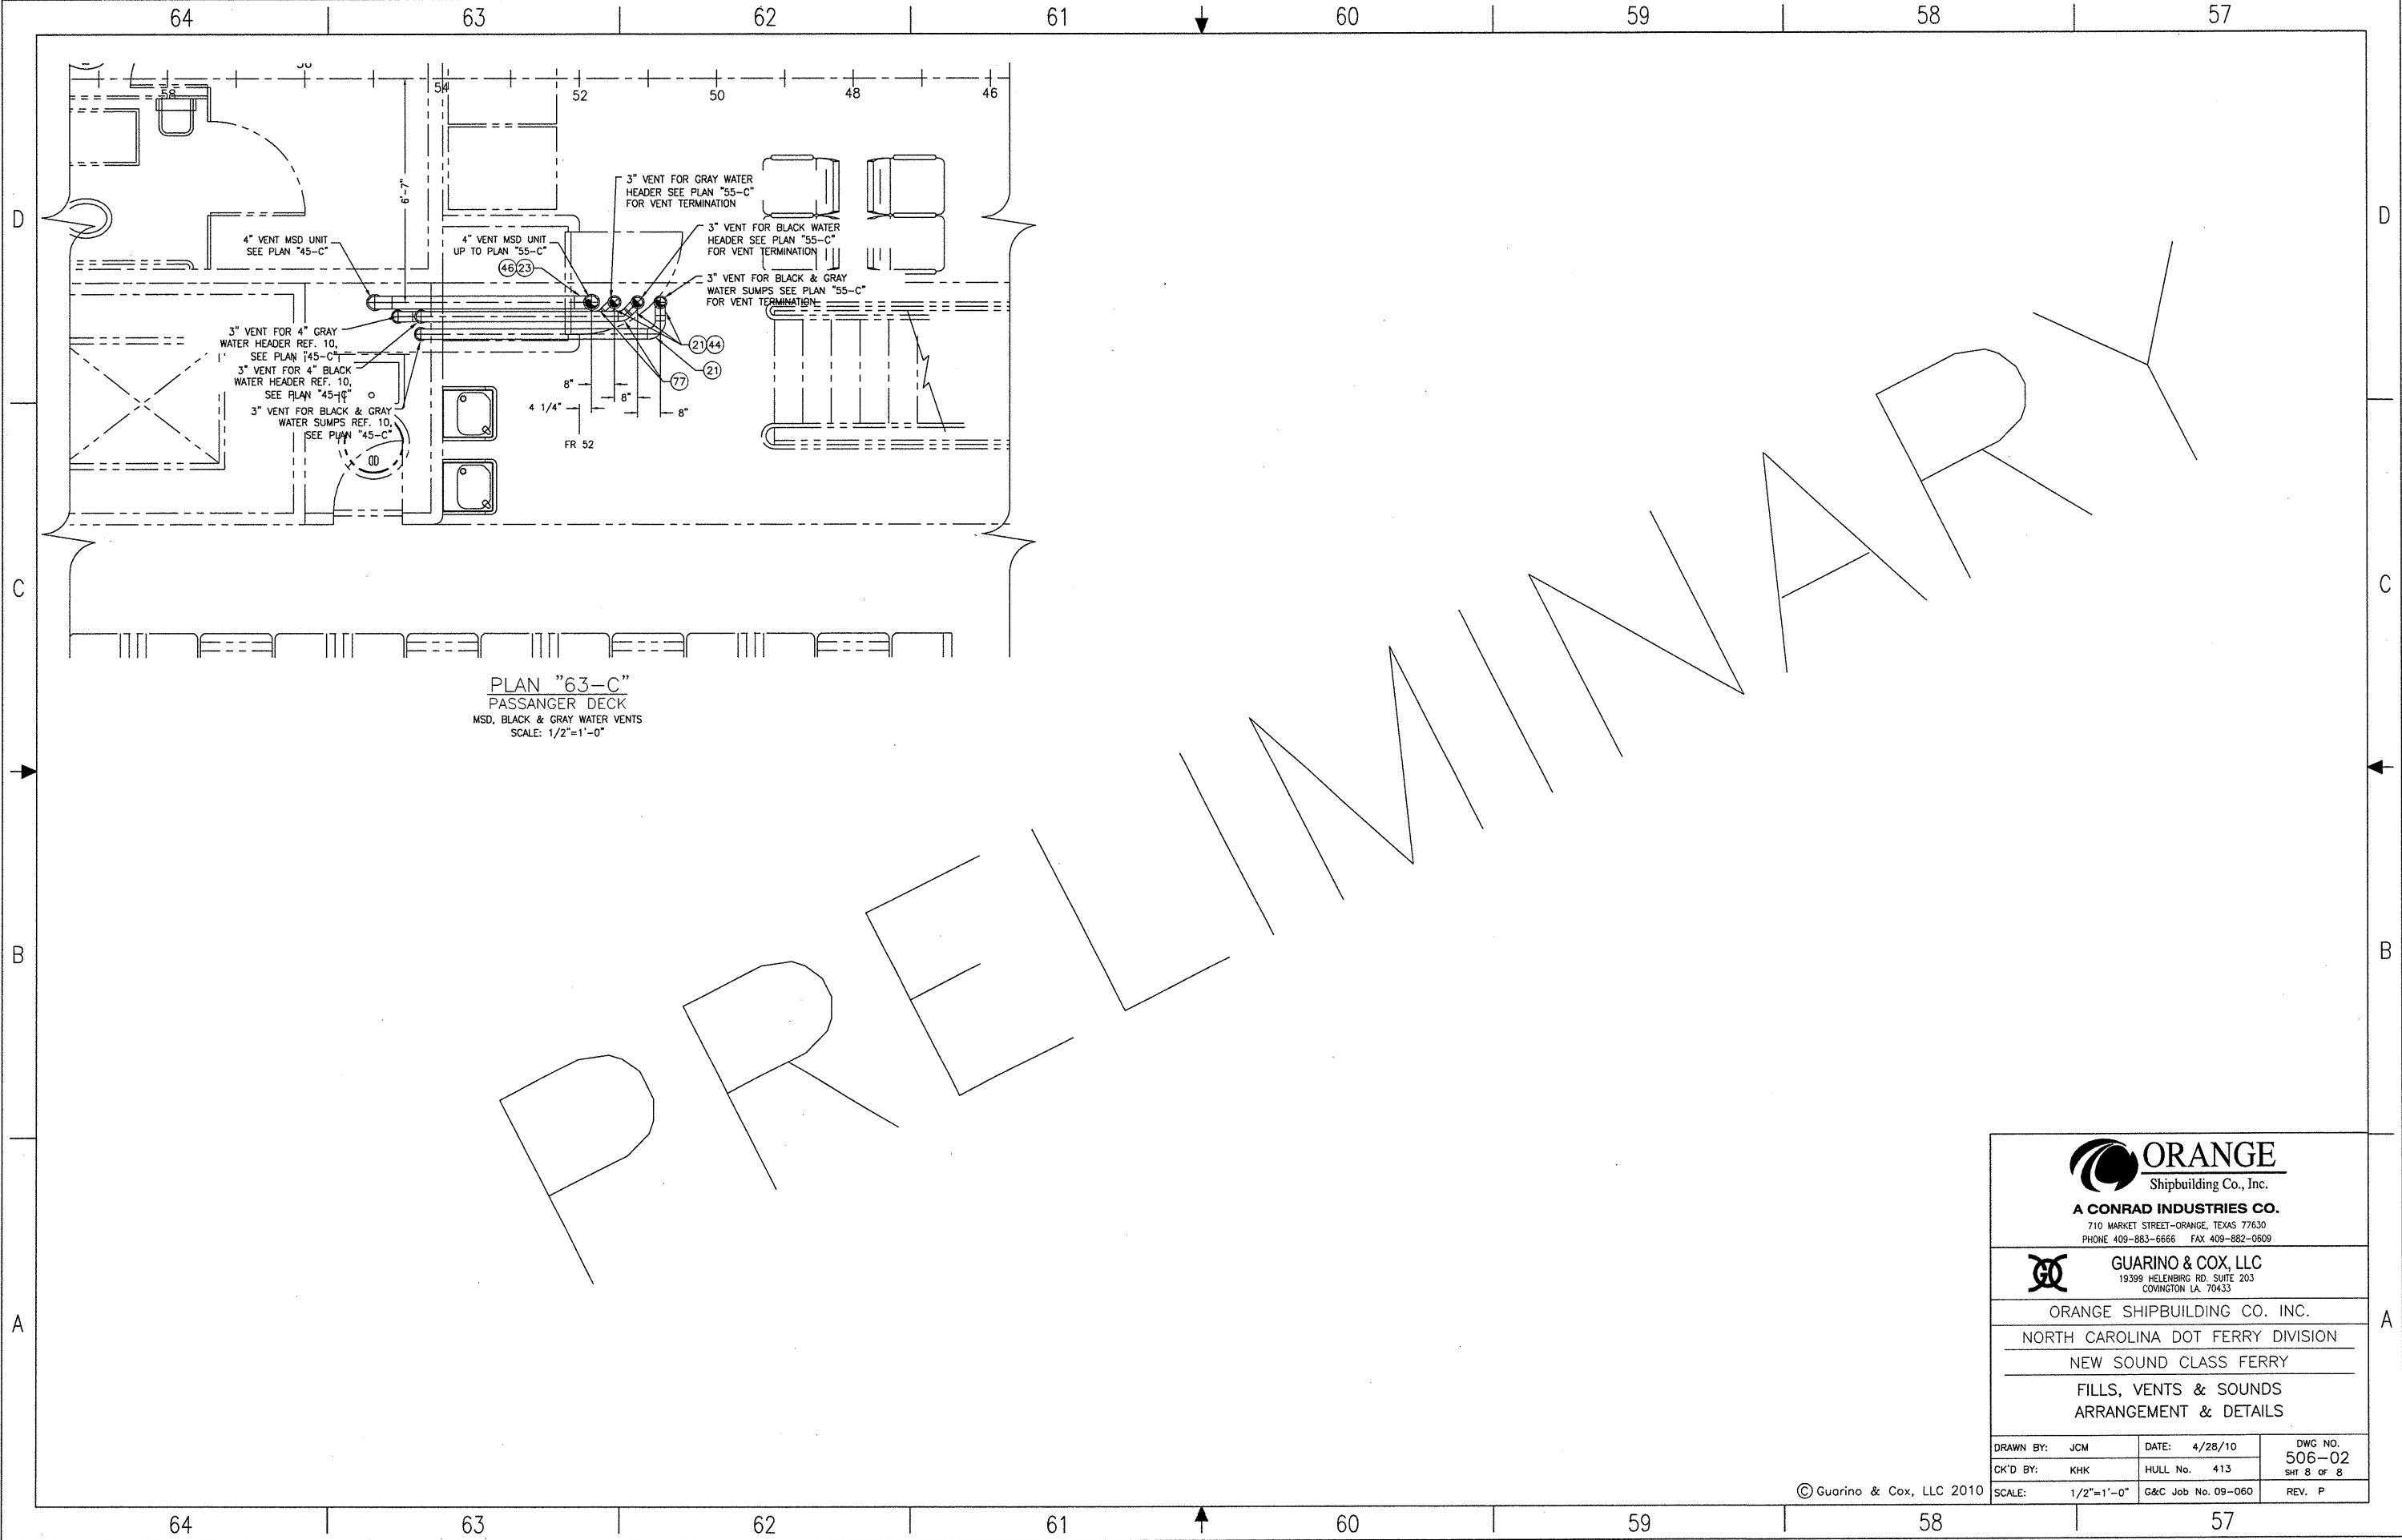 64 63 62 61 60 59 58 57
D
C
B
A
D
C
B
A
58 54 52 50 48 46
6'-7"
3" VENT FOR GRAY WATER
HEADER SEE PLAN "55-C"
FOR VENT TERMINATION
3" VENT FOR BLACK WATER
HEADER SEE PLAN "55-C"
FOR VENT TERMINATION
3" VENT FOR BLACK & GRAY
WATER SUMPS SEE PLAN "55-C"
FOR VENT TERMINATION
4" VENT MSD UNIT
SEE PLAN "45-C"
4" VENT MSD UNIT
UP TO PLAN "55-C"
46 23
3" VENT FOR 4" GRAY
WATER HEADER REF. 10,
SEE PLAN "45-C"
3" VENT FOR 4" BLACK
WATER HEADER REF. 10,
SEE PLAN "45-C"
3" VENT FOR BLACK & GRAY
WATER SUMPS REF. 10,
SEE PLAN "45-C"
21 44
21
77
8"
8"
4 1/4"
8"
FR 52
PLAN "63-C"
PASSANGER DECK
MSD, BLACK & GRAY WATER VENTS
SCALE: 1/2"=1'-0"
PRELIMINARY
ORANGE
Shipbuilding Co., Inc.
A CONRAD INDUSTRIES CO.
710 MARKET STREET-ORANGE, TEXAS 77630
PHONE 409-883-6666 FAX 409-882-0609
GUARINO & COX, LLC
19399 HELENBIRG RD. SUITE 203
COVINGTON LA. 70433
ORANGE SHIPBUILDING CO. INC.
NORTH CAROLINA DOT FERRY DIVISION
NEW SOUND CLASS FERRY
FILLS, VENTS & SOUNDS
ARRANGEMENT & DETAILS
DRAWN BY: JCM DATE: 4/28/10 DWG NO.
506-02
CK'D BY: KHK HULL No. 413 SHT 8 OF 8
SCALE: 1/2"=1'-0" G&C Job No. 09-060 REV. P
© Guarino & Cox, LLC 2010
64 63 62 61 60 59 58 57